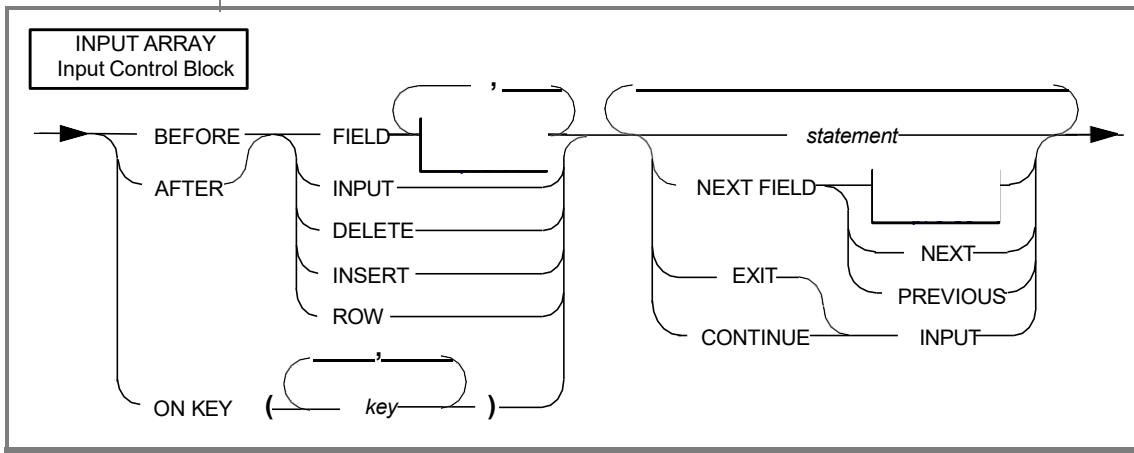 INPUT ARRAY
Input Control Block
,
BEFORE FIELD statement
AFTER INPUT NEXT FIELD
DELETE NEXT
INSERT EXIT PREVIOUS
ROW CONTINUE INPUT
,
ON KEY ( key )